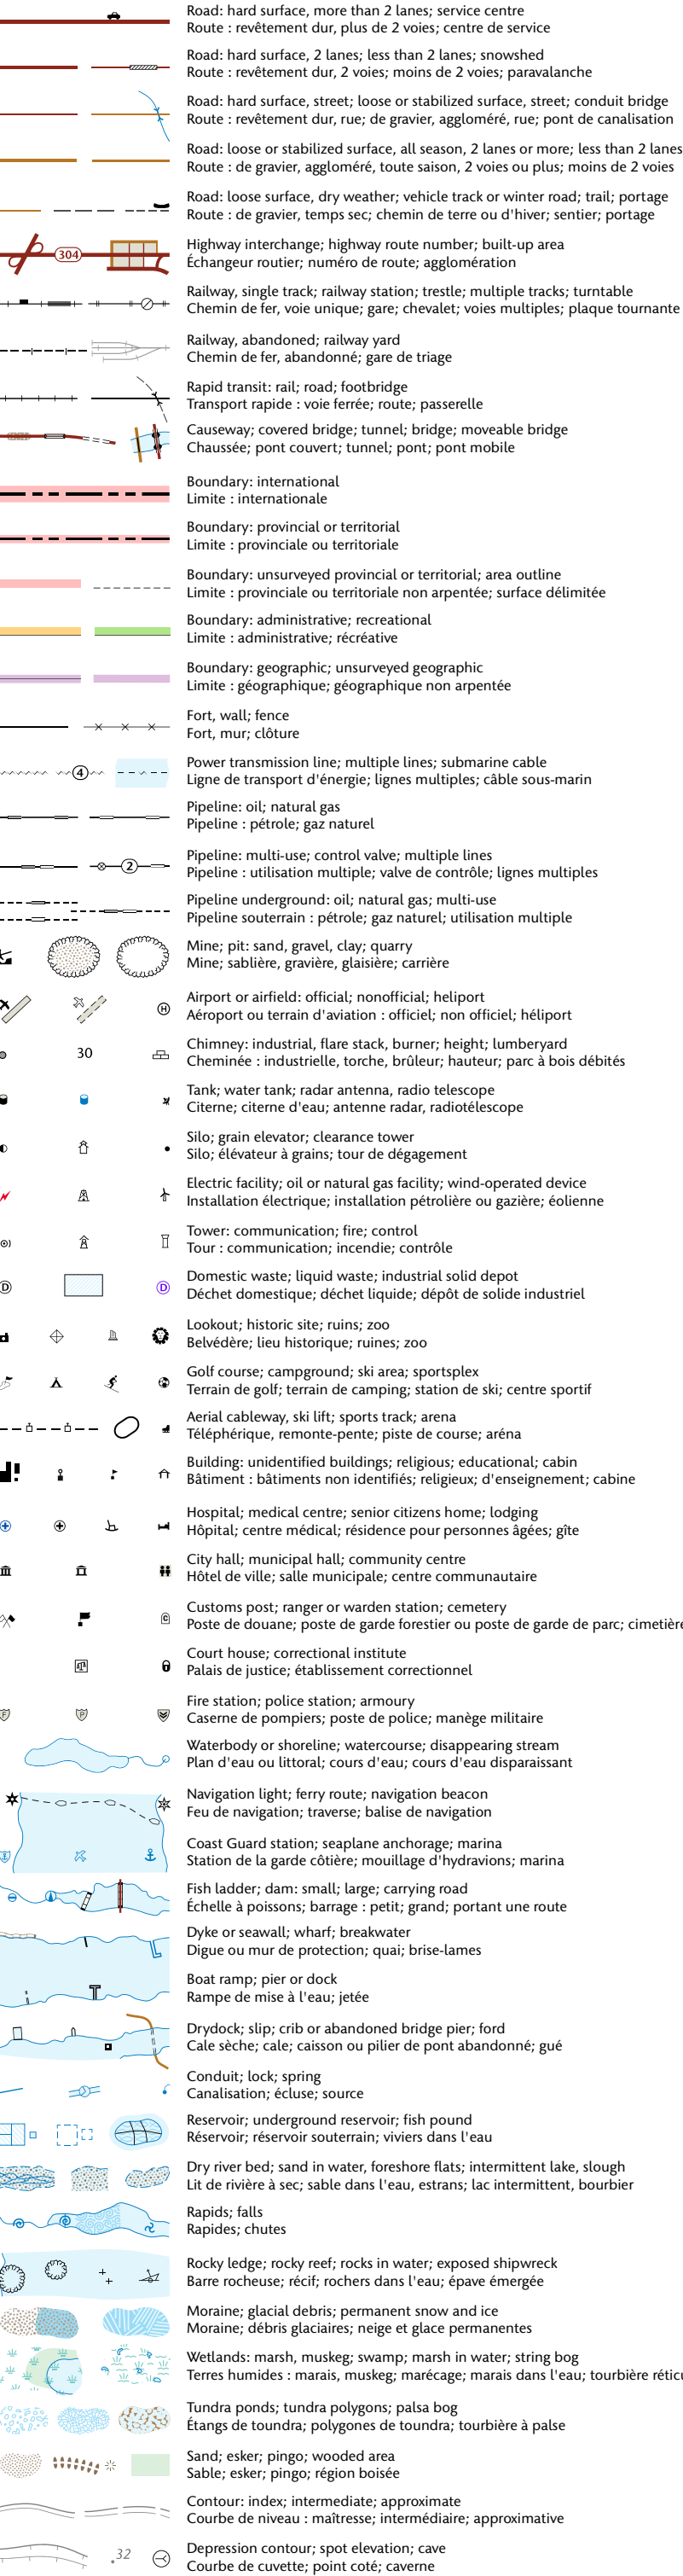 Road: hard surface, more than 2 lanes; service centre
Route : revêtement dur, plus de 2 voies; centre de service
Road: hard surface, 2 lanes; less than 2 lanes; snowshed
Route : revêtement dur, 2 voies; moins de 2 voies; paravalanche
Road: hard surface, street; loose or stabilized surface, street; conduit bridge
Route : revêtement dur, rue; de gravier, aggloméré, rue; pont de canalisation
Road: loose or stabilized surface, all season, 2 lanes or more; less than 2 lanes
Route : de gravier, aggloméré, toute saison, 2 voies ou plus; moins de 2 voies
Road: loose surface, dry weather; vehicle track or winter road; trail; portage
Route : de gravier, temps sec; chemin de terre ou d'hiver; sentier; portage
304
Highway interchange; highway route number; built-up area
Échangeur routier; numéro de route; agglomération
Railway, single track; railway station; trestle; multiple tracks; turntable
Chemin de fer, voie unique; gare; chevalet; voies multiples; plaque tournante
Railway, abandoned; railway yard
Chemin de fer, abandonné; gare de triage
Rapid transit: rail; road; footbridge
Transport rapide : voie ferrée; route; passerelle
Causeway; covered bridge; tunnel; bridge; moveable bridge
Chaussée; pont couvert; tunnel; pont; pont mobile
Boundary: international
Limite : internationale
Boundary: provincial or territorial
Limite : provinciale ou territoriale
Boundary: unsurveyed provincial or territorial; area outline
Limite : provinciale ou territoriale non arpentée; surface délimitée
Boundary: administrative; recreational
Limite : administrative; récréative
Boundary: geographic; unsurveyed geographic
Limite : géographique; géographique non arpentée
Fort, wall; fence
Fort, mur; clôture
4
Power transmission line; multiple lines; submarine cable
Ligne de transport d'énergie; lignes multiples; câble sous-marin
Pipeline: oil; natural gas
Pipeline : pétrole; gaz naturel
2
Pipeline: multi-use; control valve; multiple lines
Pipeline : utilisation multiple; valve de contrôle; lignes multiples
Pipeline underground: oil; natural gas; multi-use
Pipeline souterrain : pétrole; gaz naturel; utilisation multiple
Mine; pit: sand, gravel, clay; quarry
Mine; sablière, gravière, glaisière; carrière
H
Airport or airfield: official; nonofficial; heliport
Aéroport ou terrain d'aviation : officiel; non officiel; héliport
30
Chimney: industrial, flare stack, burner; height; lumberyard
Cheminée : industrielle, torche, brûleur; hauteur; parc à bois débités
Tank; water tank; radar antenna, radio telescope
Citerne; citerne d'eau; antenne radar, radiotélescope
Silo; grain elevator; clearance tower
Silo; élévateur à grains; tour de dégagement
Electric facility; oil or natural gas facility; wind-operated device
Installation électrique; installation pétrolière ou gazière; éolienne
Tower: communication; fire; control
Tour : communication; incendie; contrôle
D D
Domestic waste; liquid waste; industrial solid depot
Déchet domestique; déchet liquide; dépôt de solide industriel
Lookout; historic site; ruins; zoo
Belvédère; lieu historique; ruines; zoo
Golf course; campground; ski area; sportsplex
Terrain de golf; terrain de camping; station de ski; centre sportif
Aerial cableway, ski lift; sports track; arena
Téléphérique, remonte-pente; piste de course; aréna
Building: unidentified buildings; religious; educational; cabin
Bâtiment : bâtiments non identifiés; religieux; d'enseignement; cabine
Hospital; medical centre; senior citizens home; lodging
Hôpital; centre médical; résidence pour personnes âgées; gîte
City hall; municipal hall; community centre
Hôtel de ville; salle municipale; centre communautaire
C
Customs post; ranger or warden station; cemetery
Poste de douane; poste de garde forestier ou poste de garde de parc; cimetière
Court house; correctional institute
Palais de justice; établissement correctionnel
F P
Fire station; police station; armoury
Caserne de pompiers; poste de police; manège militaire
Waterbody or shoreline; watercourse; disappearing stream
Plan d'eau ou littoral; cours d'eau; cours d'eau disparaissant
Navigation light; ferry route; navigation beacon
Feu de navigation; traverse; balise de navigation
Coast Guard station; seaplane anchorage; marina
Station de la garde côtière; mouillage d'hydravions; marina
Fish ladder; dam: small; large; carrying road
Échelle à poissons; barrage : petit; grand; portant une route
Dyke or seawall; wharf; breakwater
Digue ou mur de protection; quai; brise-lames
Boat ramp; pier or dock
Rampe de mise à l'eau; jetée
Drydock; slip; crib or abandoned bridge pier; ford
Cale sèche; cale; caisson ou pilier de pont abandonné; gué
Conduit; lock; spring
Canalisation; écluse; source
Reservoir; underground reservoir; fish pound
Réservoir; réservoir souterrain; viviers dans l'eau
Dry river bed; sand in water, foreshore flats; intermittent lake, slough
Lit de rivière à sec; sable dans l'eau, estrans; lac intermittent, bourbier
Rapids; falls
Rapides; chutes
Rocky ledge; rocky reef; rocks in water; exposed shipwreck
Barre rocheuse; récif; rochers dans l'eau; épave émergée
Moraine; glacial debris; permanent snow and ice
Moraine; débris glaciaires; neige et glace permanentes
Wetlands: marsh, muskeg; swamp; marsh in water; string bog
Terres humides : marais, muskeg; marécage; marais dans l'eau; tourbière
Tundra ponds; tundra polygons; palsa bog
Étangs de toundra; polygones de toundra; tourbière à palse
Sand; esker; pingo; wooded area
Sable; esker; pingo; région boisée
Contour: index; intermediate; approximate
Courbe de niveau : maîtresse; intermédiaire; approximative
32
Depression contour; spot elevation; cave
Courbe de cuvette; point coté; caverne